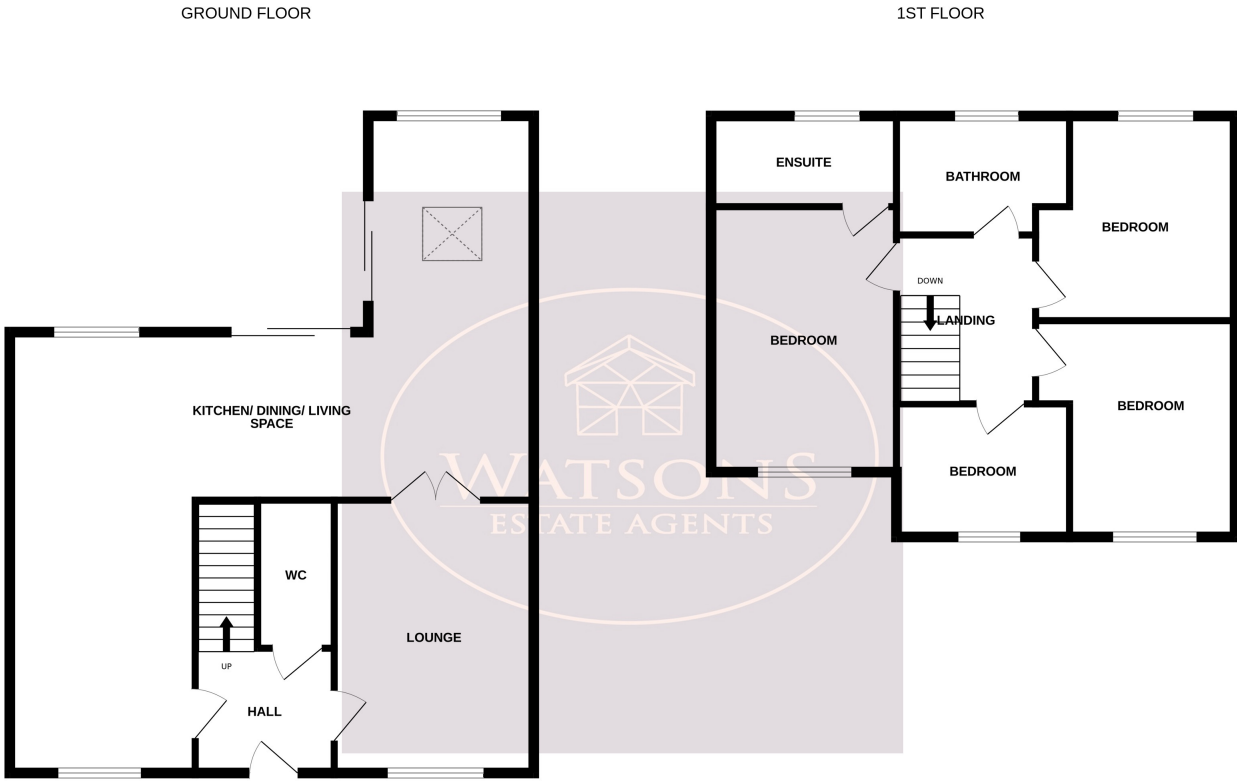 GROUND FLOOR
KITCHEN/ DINING/ LIVING
SPACE
WC
LOUNGE
UP
HALL
1ST FLOOR
ENSUITE
BATHROOM
BEDROOM
DOWN
LANDING
BEDROOM
BEDROOM
BEDROOM
WATSONS
ESTATE AGENTS